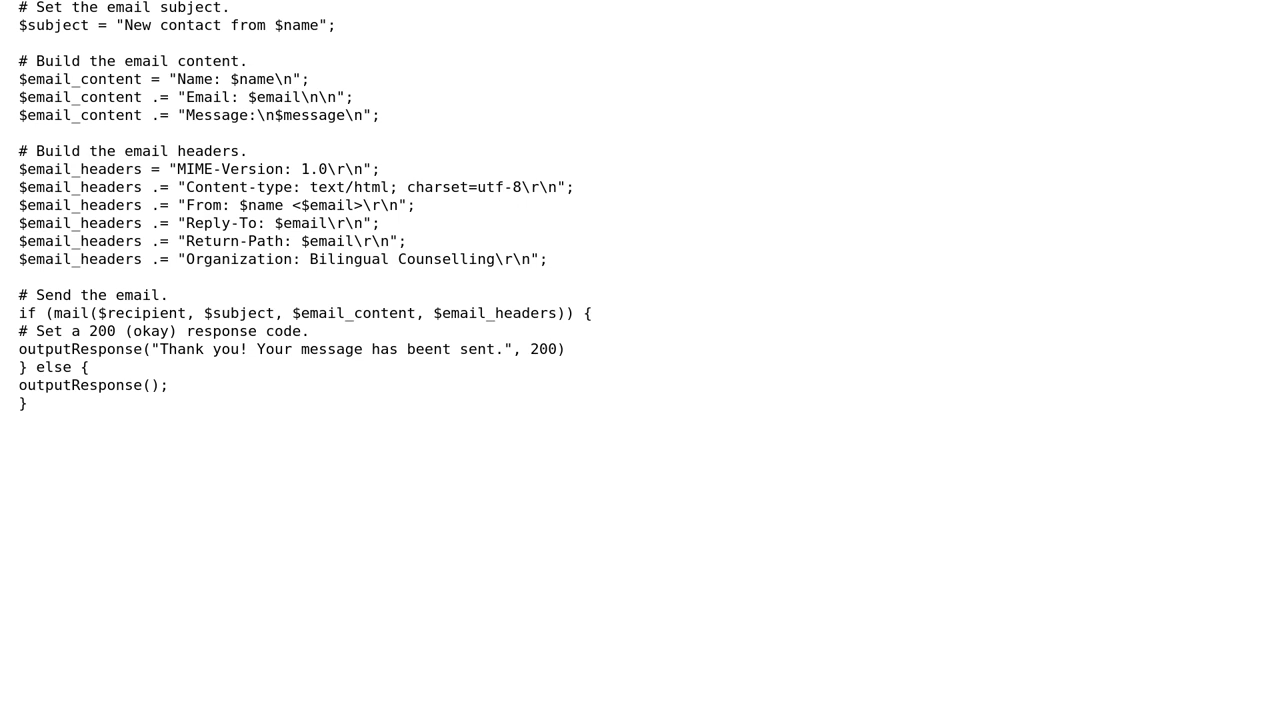 # Set the email subject.
$subject = "New contact from $name";

# Build the email content.
$email_content = "Name: $name\n";
$email_content .= "Email: $email\n\n";
$email_content .= "Message:\n$message\n";

# Build the email headers.
$email_headers = "MIME-Version: 1.0\r\n";
$email_headers .= "Content-type: text/html; charset=utf-8\r\n";
$email_headers .= "From: $name <$email>\r\n";
$email_headers .= "Reply-To: $email\r\n";
$email_headers .= "Return-Path: $email\r\n";
$email_headers .= "Organization: Bilingual Counselling\r\n";

# Send the email.
if (mail($recipient, $subject, $email_content, $email_headers)) {
# Set a 200 (okay) response code.
outputResponse("Thank you! Your message has beent sent.", 200)
} else {
outputResponse();
}